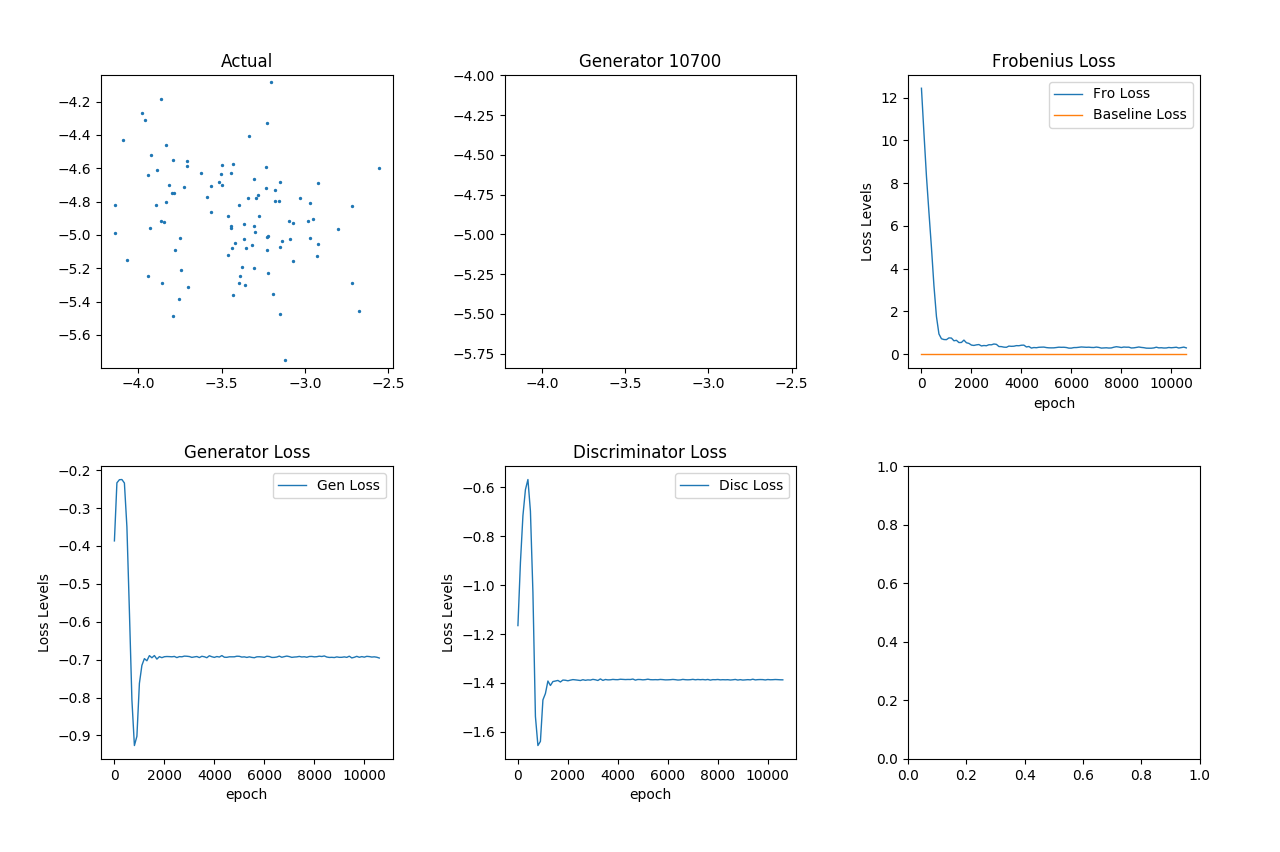 Actual
−4.2
−4.4
−4.6
−4.8
−5.0
−5.2
−5.4
−5.6
−4.0 −3.5 −3.0 −2.5
Generator 10700
−4.00
−4.25
−4.50
−4.75
−5.00
−5.25
−5.50
−5.75
−4.0 −3.5 −3.0 −2.5
Frobenius Loss
Fro Loss
Baseline Loss
Loss Levels
12
10
8
6
4
2
0
0 2000 4000 6000 8000 10000
epoch
Generator Loss
Gen Loss
Loss Levels
−0.2
−0.3
−0.4
−0.5
−0.6
−0.7
−0.8
−0.9
0 2000 4000 6000 8000 10000
epoch
Discriminator Loss
Disc Loss
Loss Levels
−0.6
−0.8
−1.0
−1.2
−1.4
−1.6
0 2000 4000 6000 8000 10000
epoch
1.0
0.8
0.6
0.4
0.2
0.0
0.0 0.2 0.4 0.6 0.8 1.0